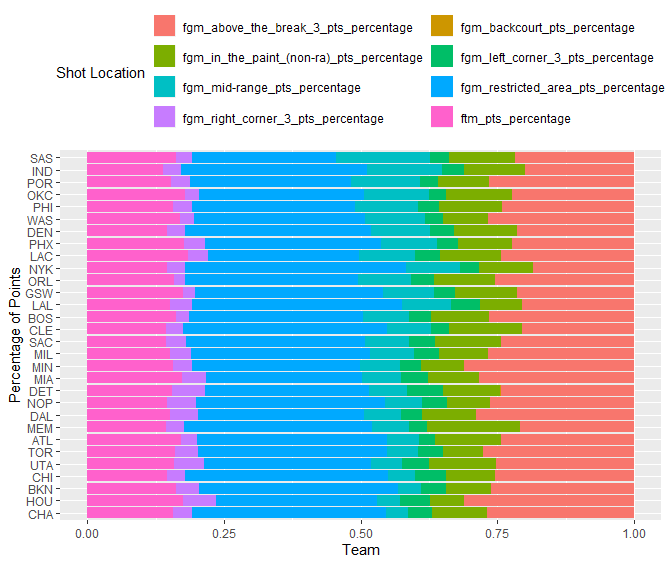 Shot Location
fgm_above_the_break_3_pts_percentage
fgm_backcourt_pts_percentage
fgm_in_the_paint_(non-ra)_pts_percentage
fgm_left_corner_3_pts_percentage
fgm_mid-range_pts_percentage
fgm_restricted_area_pts_percentage
fgm_right_corner_3_pts_percentage
ftm_pts_percentage
Percentage of Points
SAS
IND
POR
OKC
PHI
WAS
DEN
PHX
LAC
NYK
ORL
GSW
LAL
BOS
CLE
SAC
MIL
MIN
MIA
DET
NOP
DAL
MEM
ATL
TOR
UTA
CHI
BKN
HOU
CHA
0.00 0.25 0.50 0.75 1.00
Team